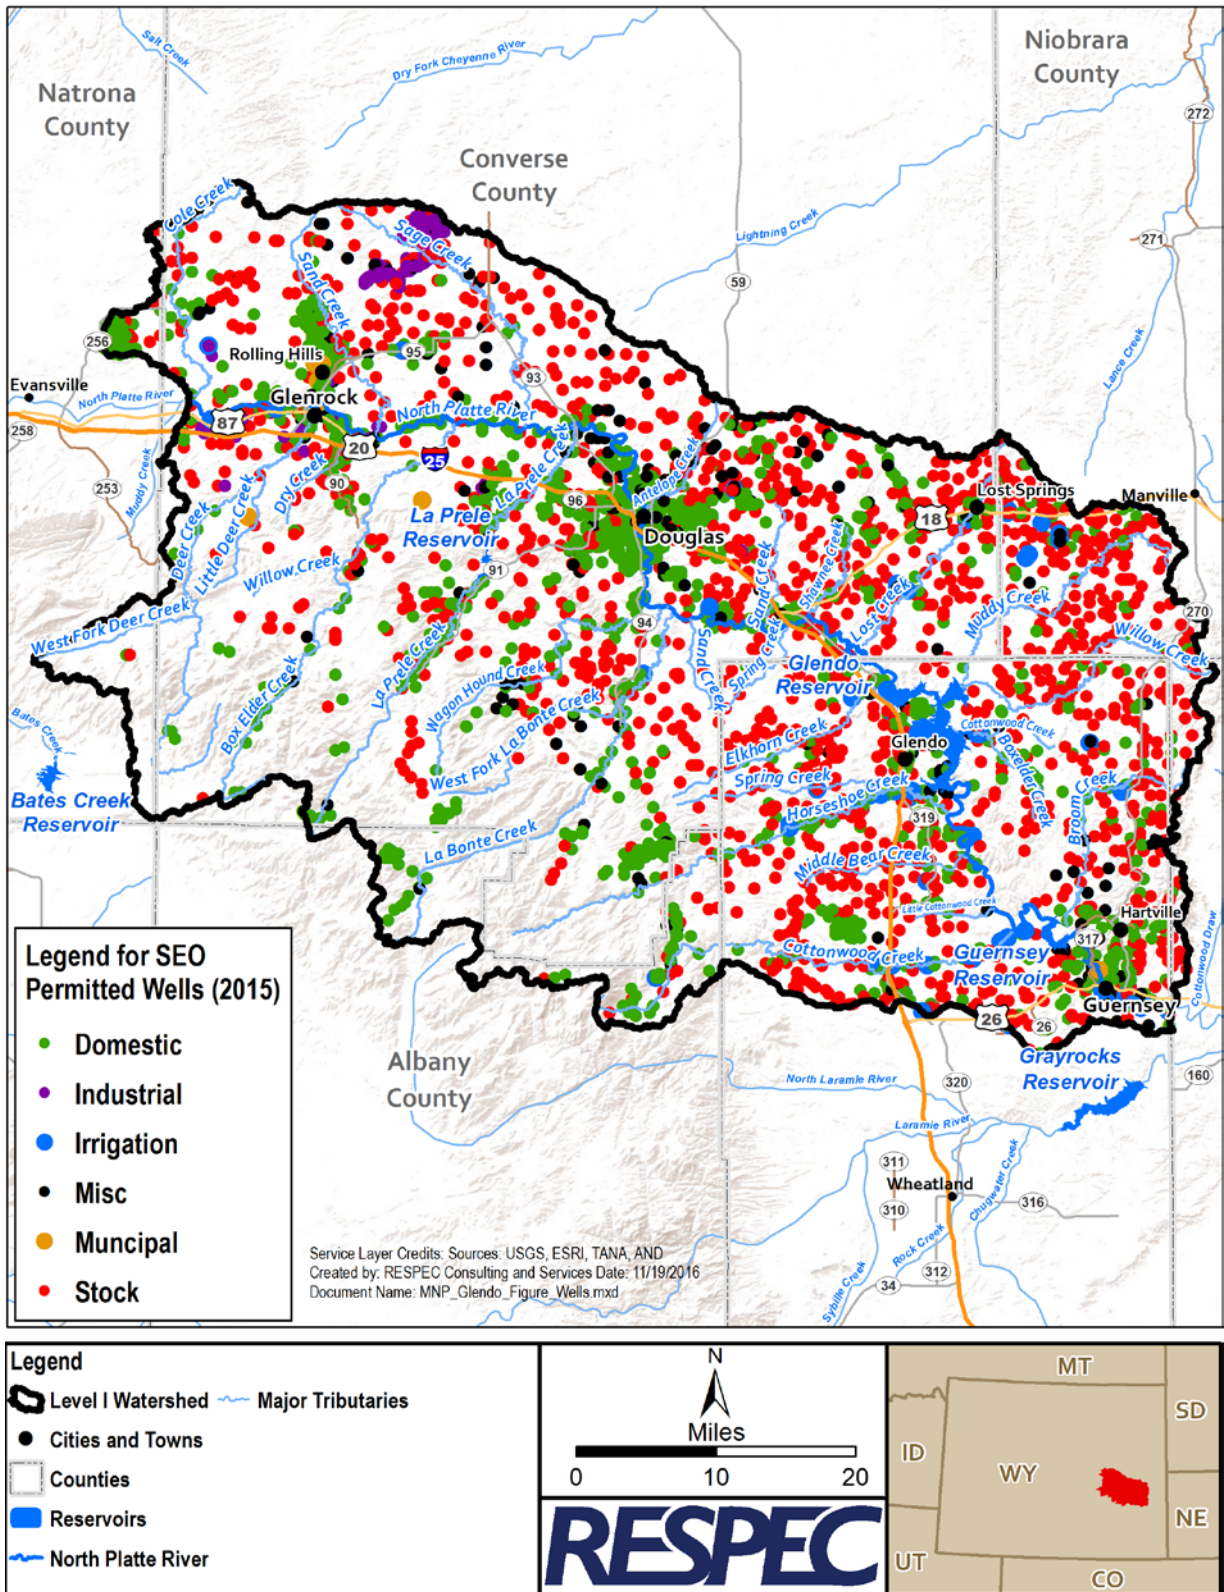 Salt Creek
Dry Fork Cheyenne River
Niobrara
County
Natrona
County
272
Converse
County
Cole Creek
Lightning Creek
271
Sage Creek
Sand Creek
59
256
Rolling Hills
95
Lance Creek
Evansville
93
North Platte River
Glenrock
North Platte River
87
258
20
25
Muddy Creek
Dry Creek
90
La Prele Creek
Antelope Creek
253
96
Lost Springs
Manville
La Prele
Reservoir
18
Deer Creek
Little Deer Creek
Douglas
Willow Creek
91
Sand Creek
Shawnee Creek
Lost Creek
Muddy Creek
270
West Fork Deer Creek
94
Willow Creek
La Prele Creek
Sand Creek
Spring Creek
Glendo
Reservoir
Box Elder Creek
Wagon Hound Creek
Bates Creek
West Fork La Bonte Creek
Elkhorn Creek
Glendo
Cottonwood Creek
Boxelder Creek
Spring Creek
Broom Creek
Bates Creek
Reservoir
Horseshoe Creek
319
La Bonte Creek
Middle Bear Creek
Little Cottonwood Creek
Hartville
317
Cottonwood Creek
Guernsey
Reservoir
Cottonwood Draw
Guernsey
26
26
Grayrocks
Reservoir
Albany
County
160
North Laramie River
320
Laramie River
311
Wheatland
310
316
Chugwater Creek
Rock Creek
312
34
Sybille Creek
Legend for SEO
Permitted Wells (2015)
Domestic
Industrial
Irrigation
Misc
Muncipal
Stock
Service Layer Credits: Sources: USGS, ESRI, TANA, AND
Created by: RESPEC Consulting and Services Date: 11/19/2016
Document Name: MNP_Glendo_Figure_Wells.mxd
Legend
Level I Watershed
Major Tributaries
Cities and Towns
Counties
Reservoirs
North Platte River
N
Miles
0 10 20
RESPEC
MT
SD
ID
WY
NE
UT
CO